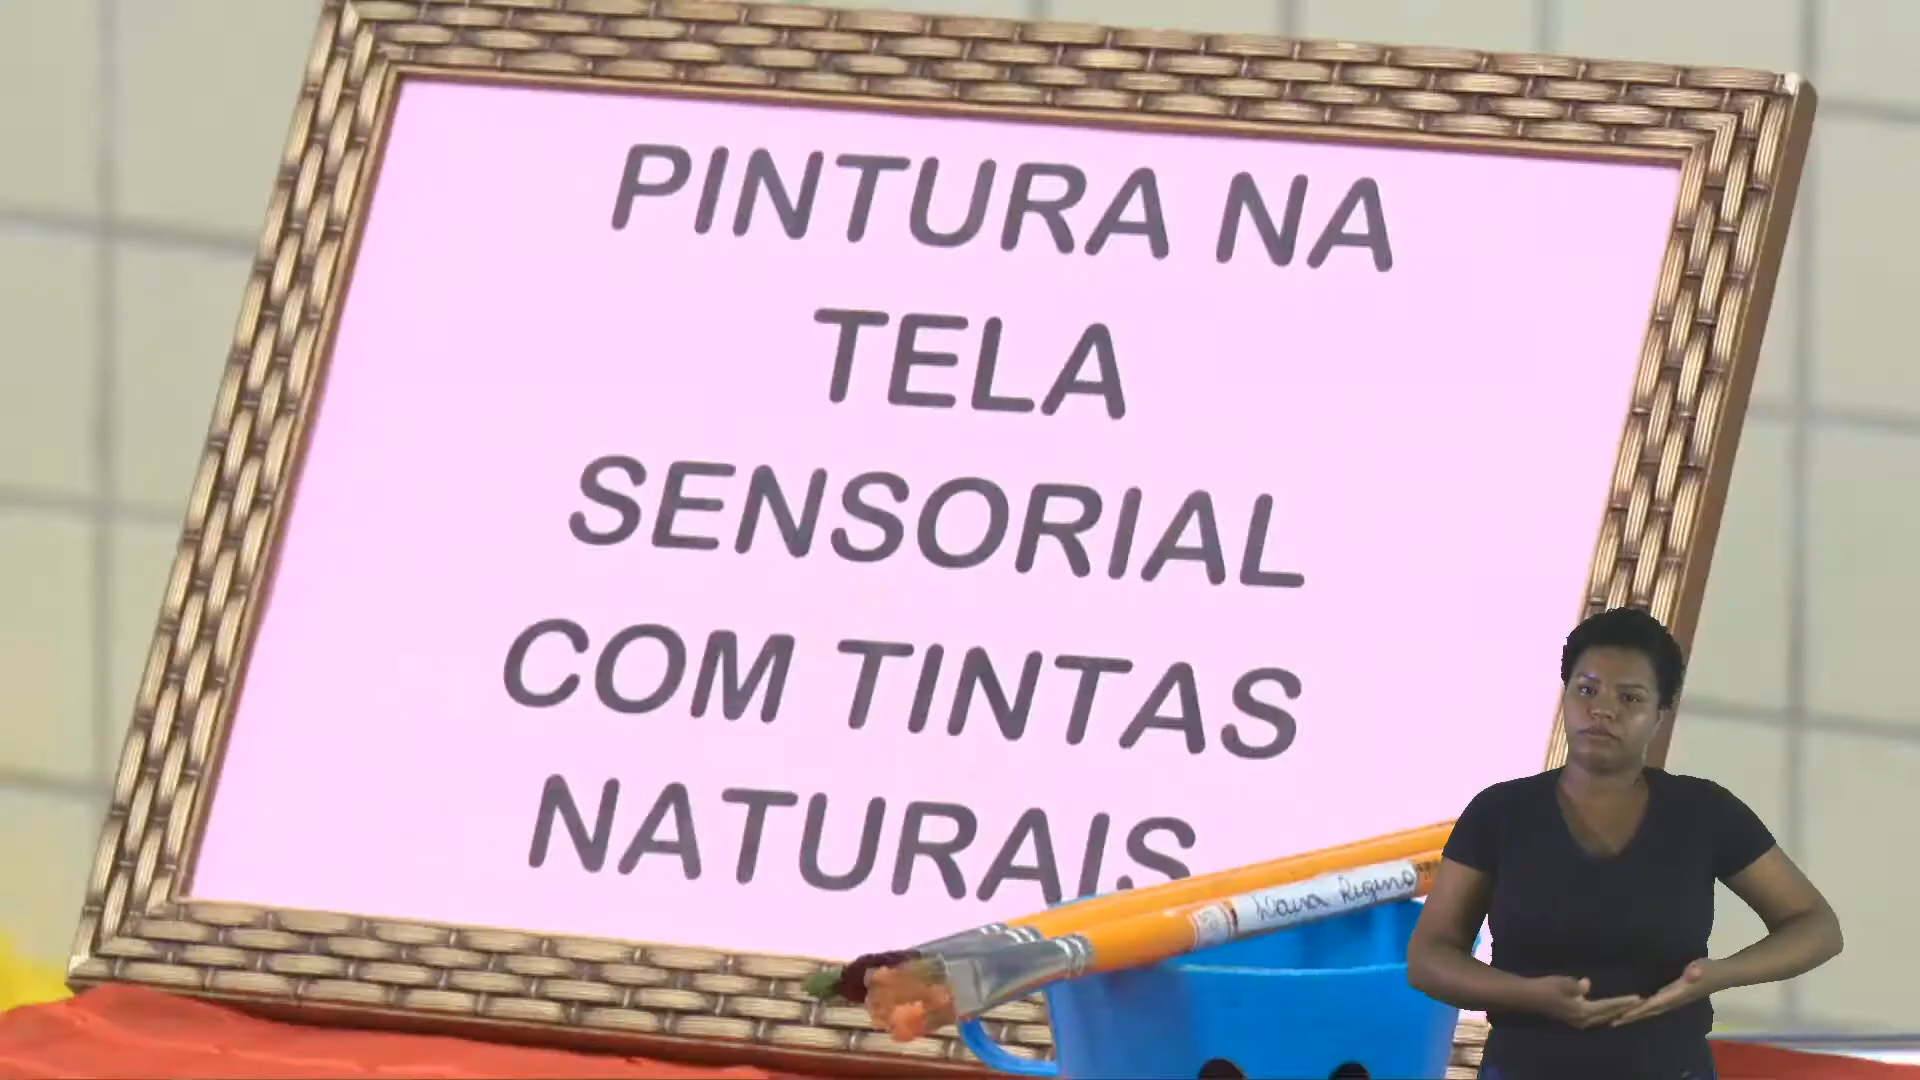 PINTURA NA
TELA
SENSORIAL
COM TINTAS
NATURAIS